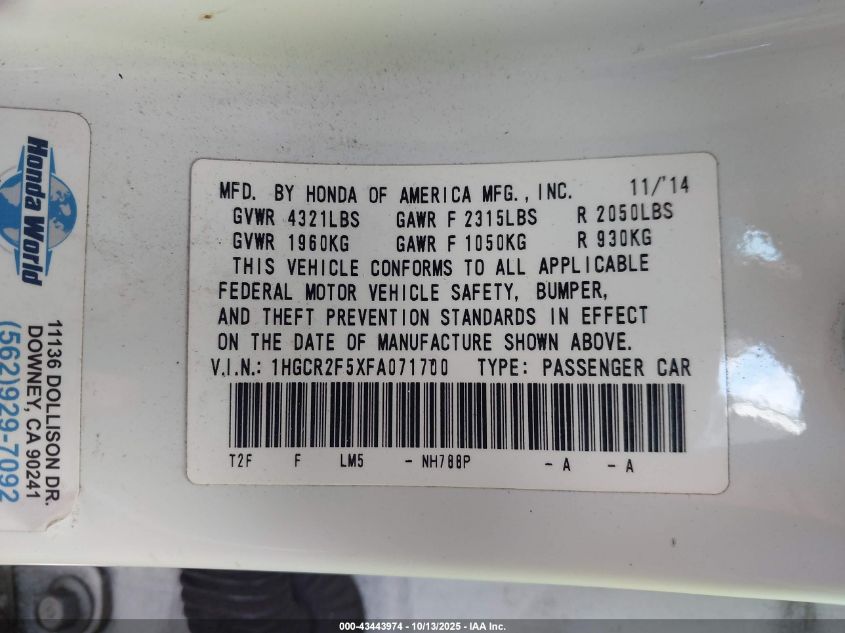 MFD. BY HONDA OF AMERICA MFG., INC. 11/'14
GVWR 4321LBS GAWR F 2315LBS R 2050LBS
GVWR 1960KG GAWR F 1050KG R 930KG
THIS VEHICLE CONFORMS TO ALL APPLICABLE
FEDERAL MOTOR VEHICLE SAFETY, BUMPER,
AND THEFT PREVENTION STANDARDS IN EFFECT
ON THE DATE OF MANUFACTURE SHOWN ABOVE.
V.I.N.: 1HGCR2F5XFA071700 TYPE: PASSENGER CAR
T2F F LM5 - NH788P - A - A
Honda World
11136 DOLLISON DR.
DOWNEY, CA 90241
(562)929-7092
000-43443974 | 10/13/2025 - IAA Inc.